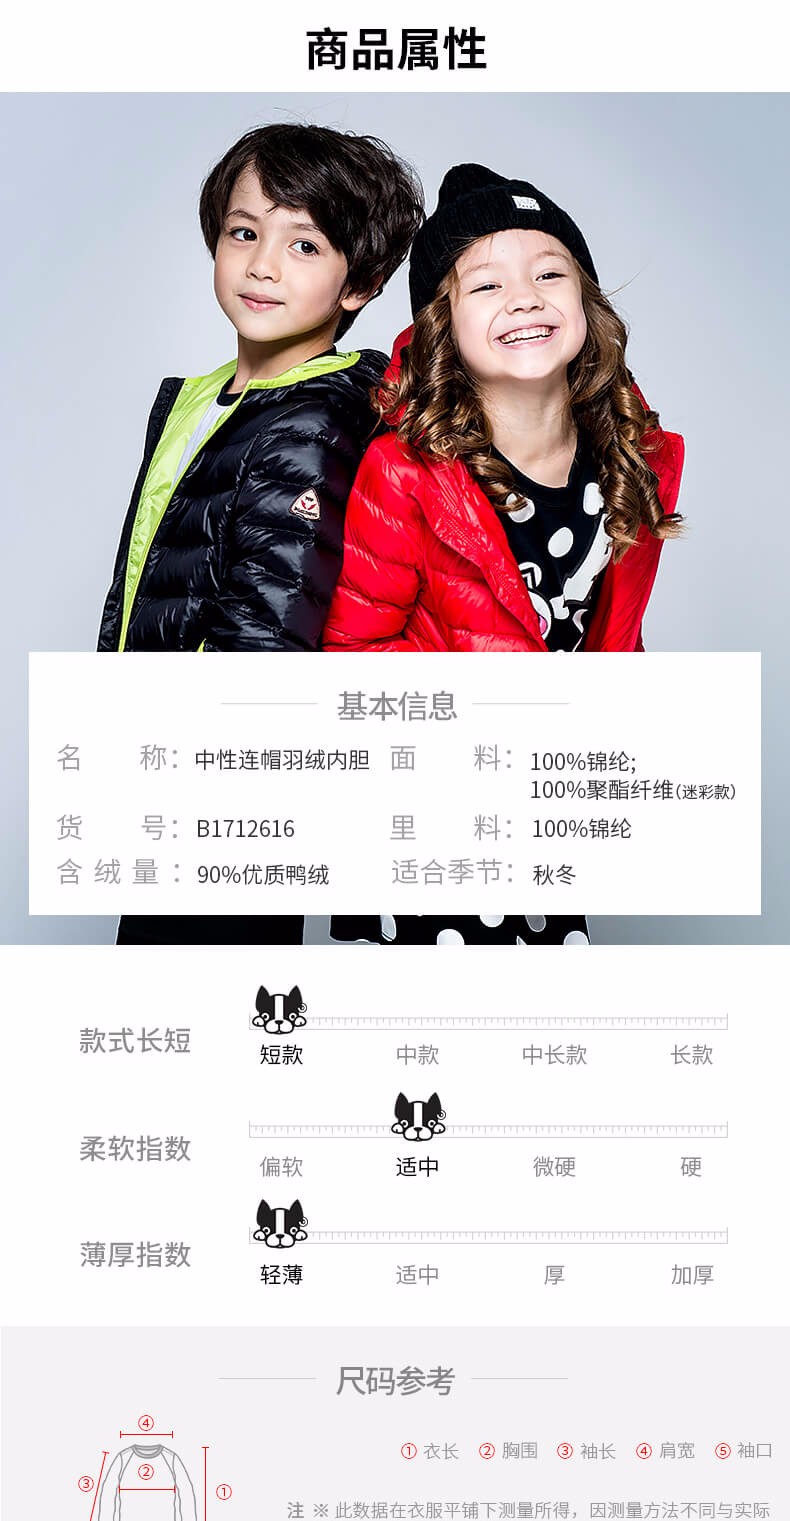 商品属性
基本信息
名 称： 中性连帽羽绒内胆 面 料： 100%锦纶;
100%聚酯纤维(迷彩款)
货 号： B1712616 里 料： 100%锦纶
含 绒 量 ： 90%优质鸭绒 适合季节： 秋冬
款式长短
短款 中款 中长款 长款
柔软指数
偏软 适中 微硬 硬
薄厚指数
轻薄 适中 厚 加厚
尺码参考
④
① 衣长 ② 胸围 ③ 袖长 ④ 肩宽 ⑤ 袖口
② ③ ①
注 ※ 此数据在衣服平铺下测量所得，因测量方法不同与实际